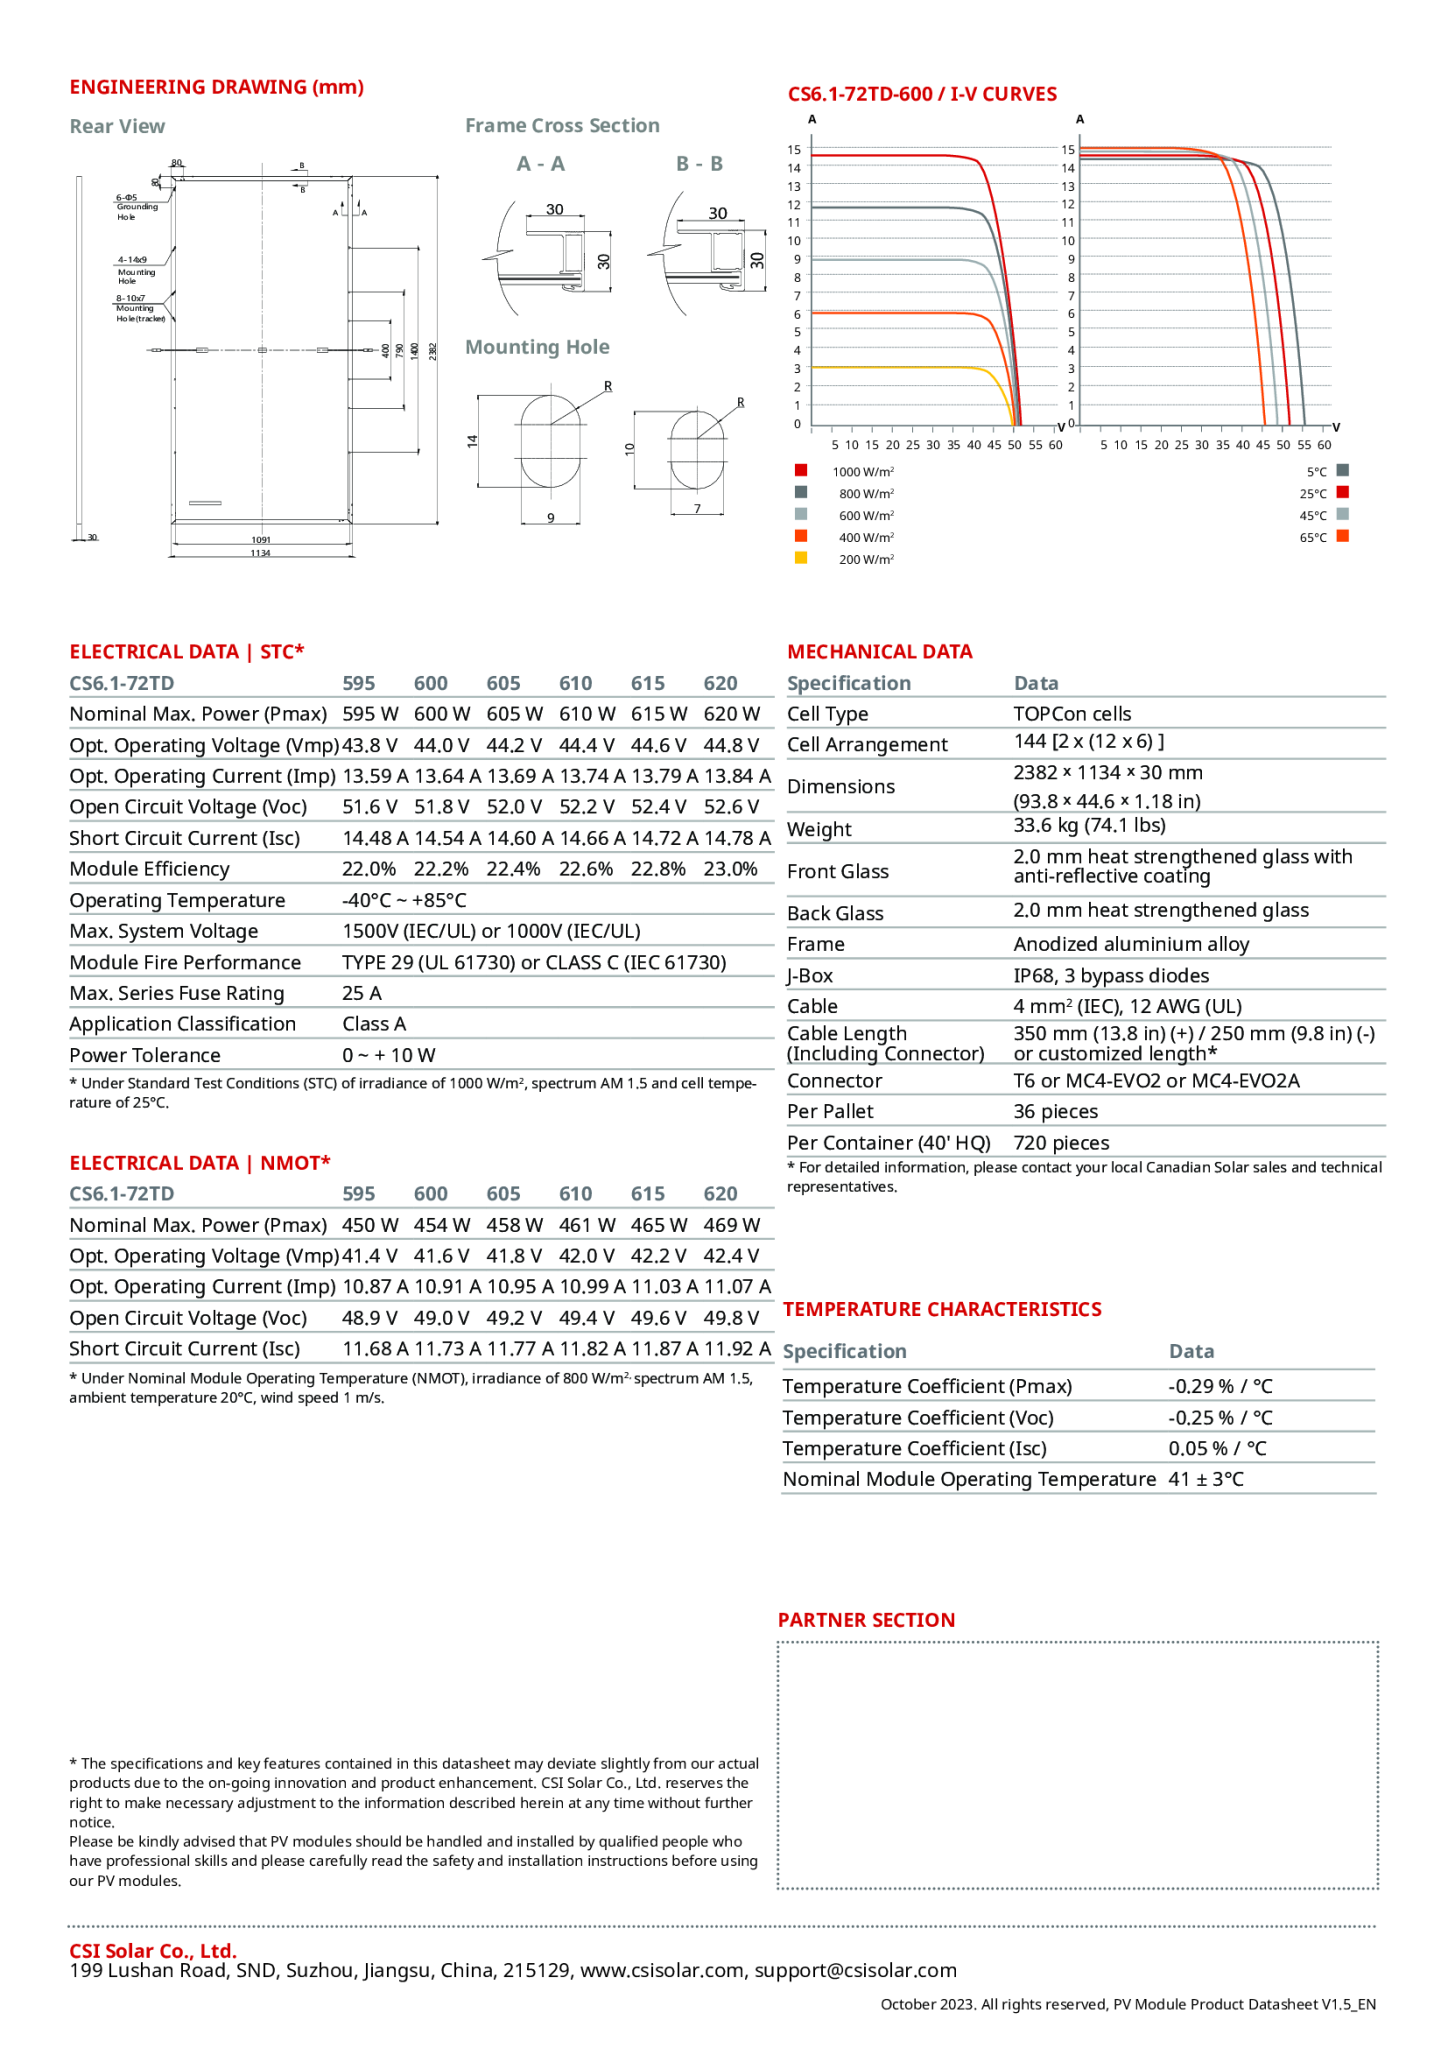 ENGINEERING DRAWING (mm)
Rear View
80
80
B
B
A
A
6-Φ5
Grounding
Hole
4-14x9
Mounting
Hole
8-10x7
Mounting
Hole(tracker)
400
790
1400
2382
30
1091
1134
Frame Cross Section
A - A
B - B
30
30
30
30
Mounting Hole
R
14
9
R
10
7
CS6.1-72TD-600 / I-V CURVES
A
15
14
13
12
11
10
9
8
7
6
5
4
3
2
1
0
V
5 10 15 20 25 30 35 40 45 50 55 60
1000 W/m²
800 W/m²
600 W/m²
400 W/m²
200 W/m²
A
15
14
13
12
11
10
9
8
7
6
5
4
3
2
1
0
V
5 10 15 20 25 30 35 40 45 50 55 60
5°C
25°C
45°C
65°C
ELECTRICAL DATA | STC*
CS6.1-72TD 595 600 605 610 615 620
Nominal Max. Power (Pmax) 595 W 600 W 605 W 610 W 615 W 620 W
Opt. Operating Voltage (Vmp) 43.8 V 44.0 V 44.2 V 44.4 V 44.6 V 44.8 V
Opt. Operating Current (Imp) 13.59 A 13.64 A 13.69 A 13.74 A 13.79 A 13.84 A
Open Circuit Voltage (Voc) 51.6 V 51.8 V 52.0 V 52.2 V 52.4 V 52.6 V
Short Circuit Current (Isc) 14.48 A 14.54 A 14.60 A 14.66 A 14.72 A 14.78 A
Module Efficiency 22.0% 22.2% 22.4% 22.6% 22.8% 23.0%
Operating Temperature -40°C ~ +85°C
Max. System Voltage 1500V (IEC/UL) or 1000V (IEC/UL)
Module Fire Performance TYPE 29 (UL 61730) or CLASS C (IEC 61730)
Max. Series Fuse Rating 25 A
Application Classification Class A
Power Tolerance 0 ~ + 10 W
* Under Standard Test Conditions (STC) of irradiance of 1000 W/m², spectrum AM 1.5 and cell tempe-
rature of 25°C.
ELECTRICAL DATA | NMOT*
CS6.1-72TD 595 600 605 610 615 620
Nominal Max. Power (Pmax) 450 W 454 W 458 W 461 W 465 W 469 W
Opt. Operating Voltage (Vmp) 41.4 V 41.6 V 41.8 V 42.0 V 42.2 V 42.4 V
Opt. Operating Current (Imp) 10.87 A 10.91 A 10.95 A 10.99 A 11.03 A 11.07 A
Open Circuit Voltage (Voc) 48.9 V 49.0 V 49.2 V 49.4 V 49.6 V 49.8 V
Short Circuit Current (Isc) 11.68 A 11.73 A 11.77 A 11.82 A 11.87 A 11.92 A
* Under Nominal Module Operating Temperature (NMOT), irradiance of 800 W/m², spectrum AM 1.5,
ambient temperature 20°C, wind speed 1 m/s.
MECHANICAL DATA
Specification Data
Cell Type TOPCon cells
Cell Arrangement 144 [2 x (12 x 6) ]
Dimensions 2382 × 1134 × 30 mm
(93.8 × 44.6 × 1.18 in)
Weight 33.6 kg (74.1 lbs)
Front Glass 2.0 mm heat strengthened glass with
anti-reflective coating
Back Glass 2.0 mm heat strengthened glass
Frame Anodized aluminium alloy
J-Box IP68, 3 bypass diodes
Cable 4 mm² (IEC), 12 AWG (UL)
Cable Length 350 mm (13.8 in) (+) / 250 mm (9.8 in) (-)
(Including Connector) or customized length*
Connector T6 or MC4-EVO2 or MC4-EVO2A
Per Pallet 36 pieces
Per Container (40' HQ) 720 pieces
* For detailed information, please contact your local Canadian Solar sales and technical
representatives.
TEMPERATURE CHARACTERISTICS
Specification Data
Temperature Coefficient (Pmax) -0.29 % / °C
Temperature Coefficient (Voc) -0.25 % / °C
Temperature Coefficient (Isc) 0.05 % / °C
Nominal Module Operating Temperature 41 ± 3°C
PARTNER SECTION
* The specifications and key features contained in this datasheet may deviate slightly from our actual
products due to the on-going innovation and product enhancement. CSI Solar Co., Ltd. reserves the
right to make necessary adjustment to the information described herein at any time without further
notice.
Please be kindly advised that PV modules should be handled and installed by qualified people who
have professional skills and please carefully read the safety and installation instructions before using
our PV modules.
CSI Solar Co., Ltd.
199 Lushan Road, SND, Suzhou, Jiangsu, China, 215129, www.csisolar.com, support@csisolar.com
October 2023. All rights reserved, PV Module Product Datasheet V1.5_EN